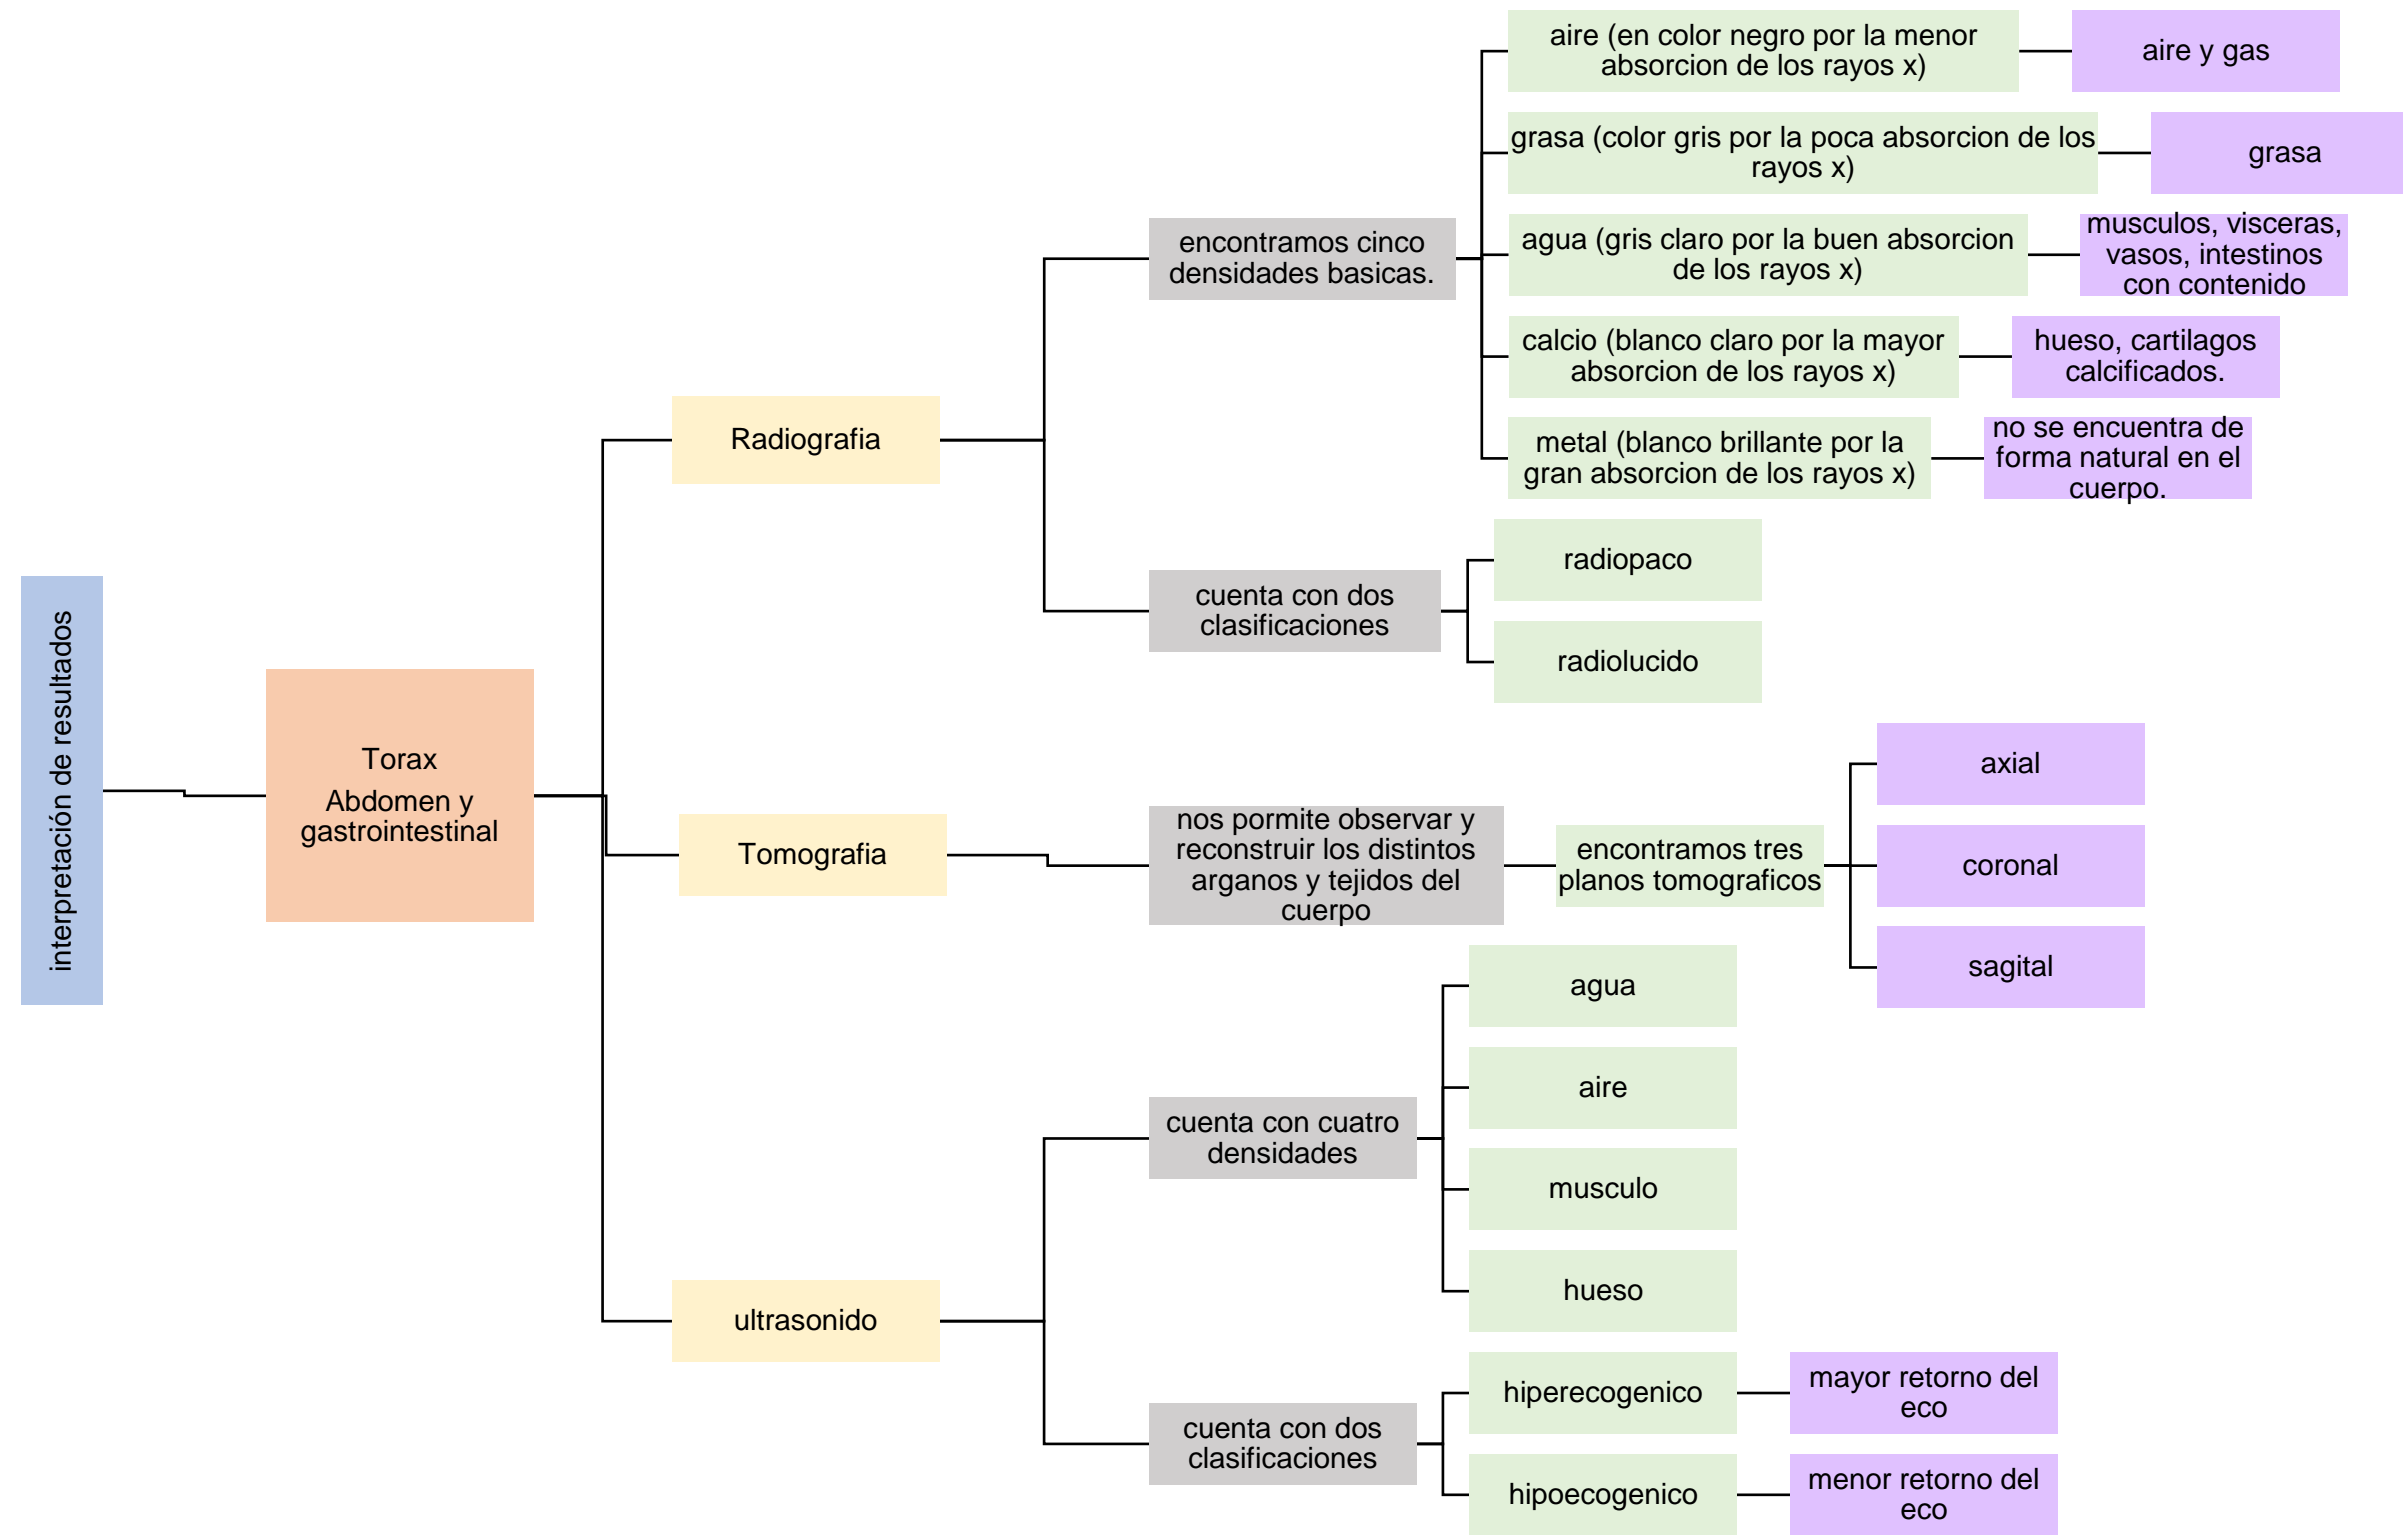 interpretación de resultados
Torax
Abdomen y
gastrointestinal
Radiografia
encontramos cinco
densidades basicas.
aire (en color negro por la menor
absorcion de los rayos x)
aire y gas
grasa (color gris por la poca absorcion de los
rayos x)
grasa
agua (gris claro por la buen absorcion
de los rayos x)
musculos, visceras,
vasos, intestinos
con contenido
calcio (blanco claro por la mayor
absorcion de los rayos x)
hueso, cartilagos
calcificados.
metal (blanco brillante por la
gran absorcion de los rayos x)
no se encuentra de
forma natural en el
cuerpo.
cuenta con dos
clasificaciones
radiopaco
radiolucido
Tomografia
nos pormite observar y
reconstruir los distintos
arganos y tejidos del
cuerpo
encontramos tres
planos tomograficos
axial
coronal
sagital
ultrasonido
cuenta con cuatro
densidades
agua
aire
musculo
hueso
cuenta con dos
clasificaciones
hiperecogenico
mayor retorno del
eco
hipoecogenico
menor retorno del
eco